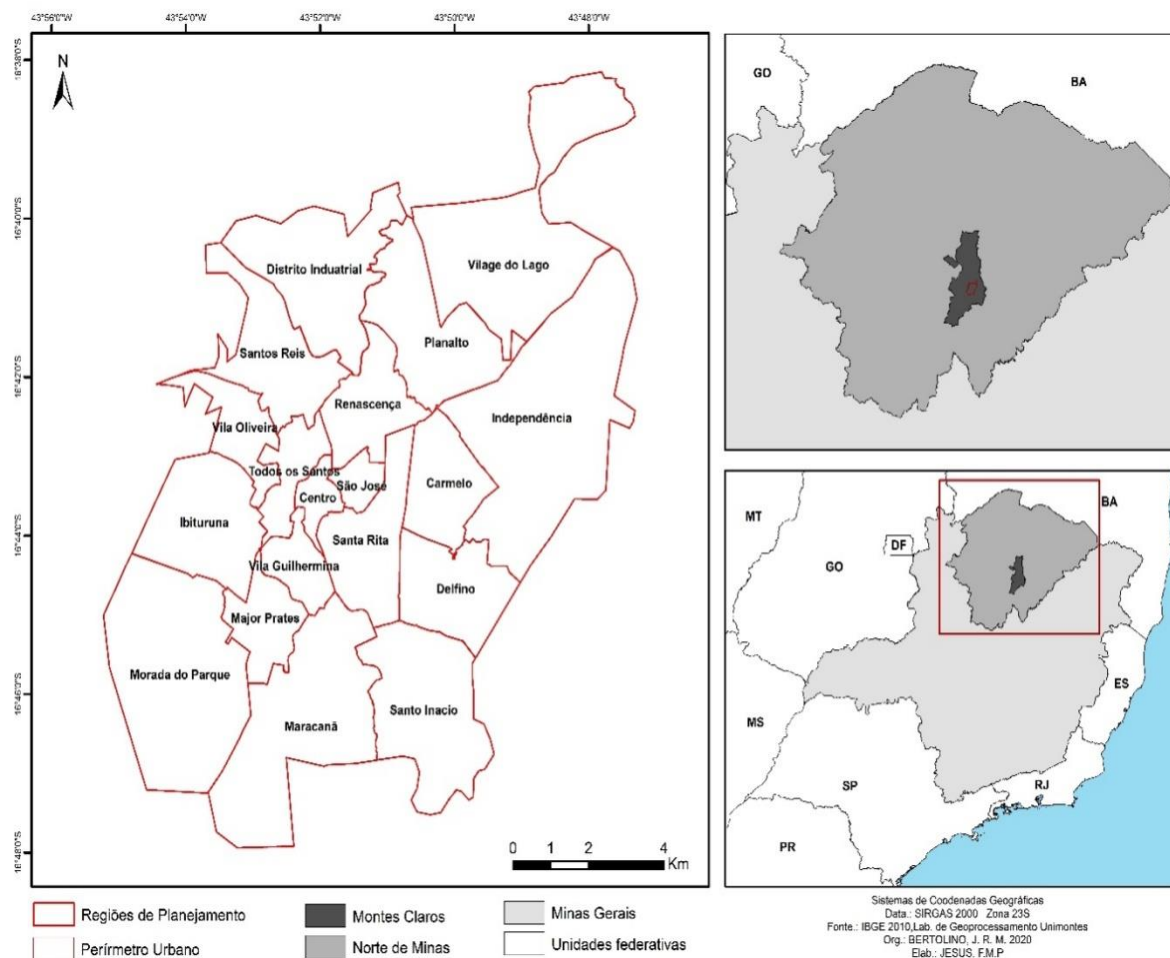 43°56'0"W 43°54'0"W 43°52'0"W 43°50'0"W 43°48'0"W
16°38'0"S
16°40'0"S
16°42'0"S
16°44'0"S
16°46'0"S
16°48'0"S
N
Distrito Induatrial
Vilage do Lago
Planalto
Santos Reis
Renascença
Independência
Vila Oliveira
Todos os Santos
São José
Centro
Carmelo
Ibituruna
Santa Rita
Vila Guilhermina
Delfino
Major Prates
Morada do Parque
Santo Inacio
Maracanã
0 1 2 4
Km
GO
BA
MT
BA
DF
GO
ES
MS
SP
RJ
PR
Regiões de Planejamento
Perírmetro Urbano
Montes Claros
Norte de Minas
Minas Gerais
Unidades federativas
Sistemas de Coodenadas Geográficas
Data.: SIRGAS 2000 Zona 23S
Fonte.: IBGE 2010,Lab. de Geoprocessamento Unimontes
Org.: BERTOLINO, J. R. M. 2020
Elab.: JESUS. F.M.P